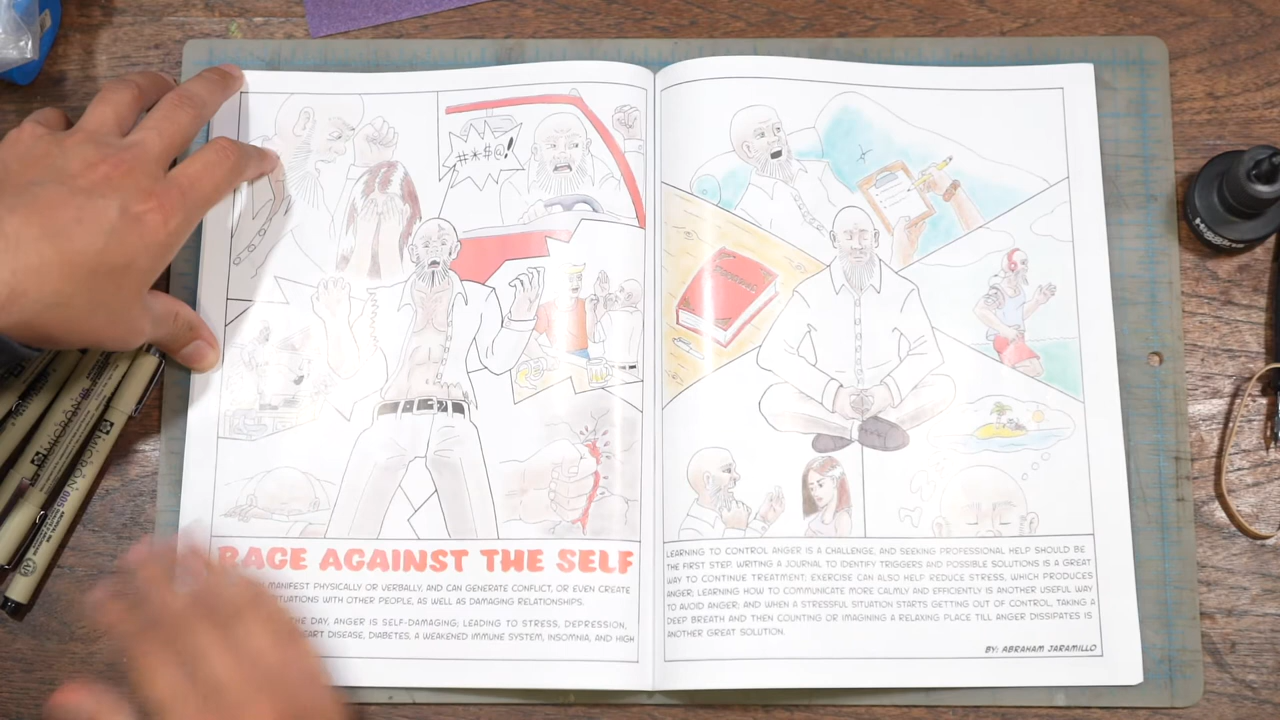 #*$@!
RAGE AGAINST THE SELF
MANIFEST PHYSICALLY OR VERBALLY, AND CAN GENERATE CONFLICT, OR EVEN CREATE
SITUATIONS WITH OTHER PEOPLE, AS WELL AS DAMAGING RELATIONSHIPS.
THE DAY, ANGER IS SELF-DAMAGING; LEADING TO STRESS, DEPRESSION,
HEART DISEASE, DIABETES, A WEAKENED IMMUNE SYSTEM, INSOMNIA, AND HIGH
LEARNING TO CONTROL ANGER IS A CHALLENGE, AND SEEKING PROFESSIONAL HELP SHOULD BE
THE FIRST STEP. WRITING A JOURNAL TO IDENTIFY TRIGGERS AND POSSIBLE SOLUTIONS IS A GREAT
WAY TO CONTINUE TREATMENT; EXERCISE CAN ALSO HELP REDUCE STRESS, WHICH PRODUCES
ANGER; LEARNING HOW TO COMMUNICATE MORE CALMLY AND EFFICIENTLY IS ANOTHER USEFUL WAY
TO AVOID ANGER; AND WHEN A STRESSFUL SITUATION STARTS GETTING OUT OF CONTROL, TAKING A
DEEP BREATH AND THEN COUNTING OR IMAGINING A RELAXING PLACE TILL ANGER DISSIPATES IS
ANOTHER GREAT SOLUTION.
BY: ABRAHAM JARAMILLO
MICRON 005